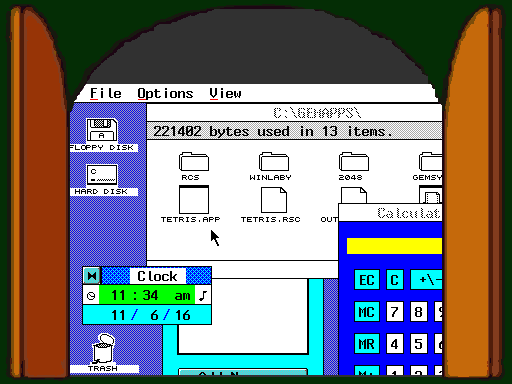 File Options View
C:\GEMAPPS\
221402 bytes used in 13 items.
A
FLOPPY DISK
C
HARD DISK
RCS
WINLABY
2048
GEMSY
TETRIS.APP
TETRIS.RSC
OUT
Calculat
EC C +\-
MC 7 8 9
MR 4 5 6
Clock
11:34 am
11/ 6/16
TRASH